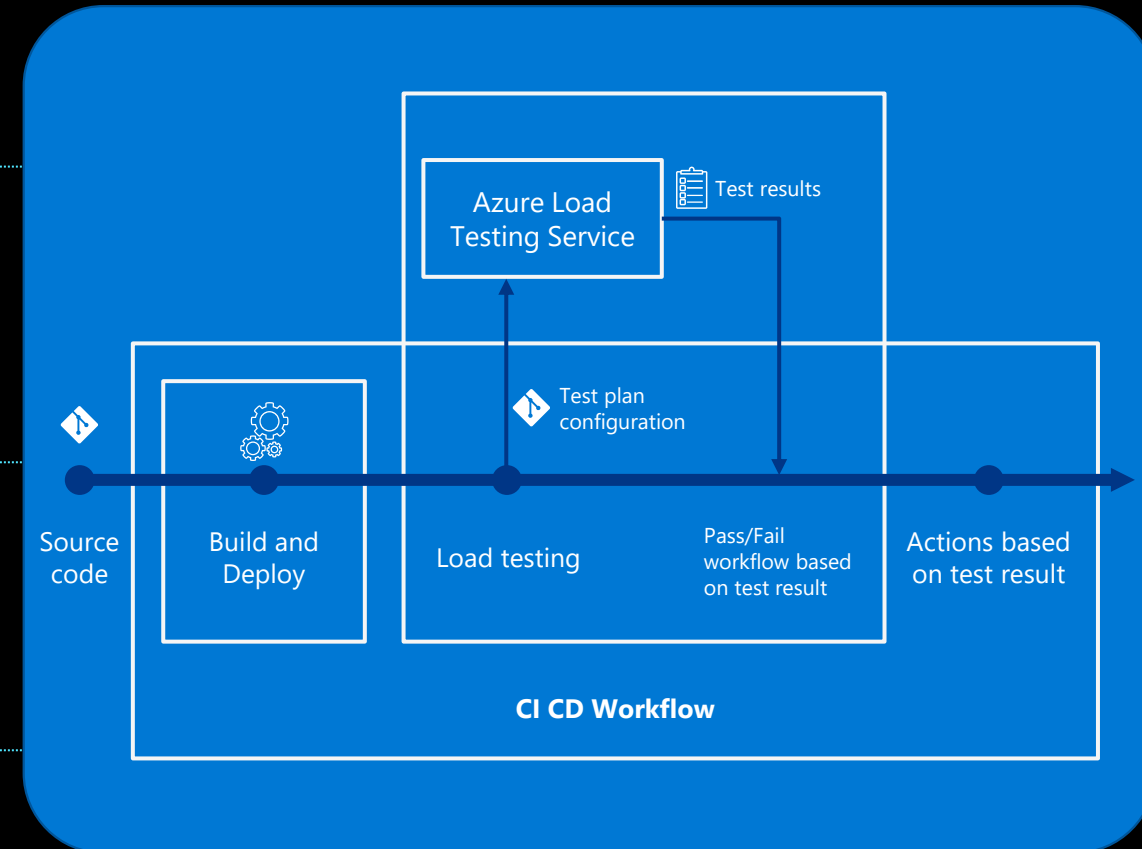 Azure Load
Testing Service
Test results
Test plan
configuration
Source
code
Build and
Deploy
Load testing
Pass/Fail
workflow based
on test result
Actions based
on test result
CI CD Workflow